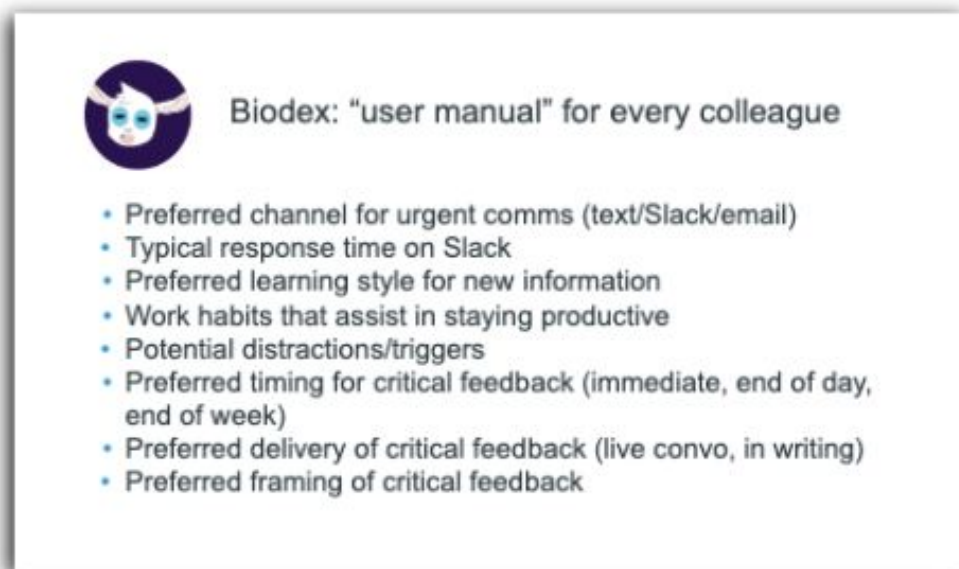 Biodex: “user manual” for every colleague
• Preferred channel for urgent comms (text/Slack/email)
• Typical response time on Slack
• Preferred learning style for new information
• Work habits that assist in staying productive
• Potential distractions/triggers
• Preferred timing for critical feedback (immediate, end of day,
end of week)
• Preferred delivery of critical feedback (live convo, in writing)
• Preferred framing of critical feedback